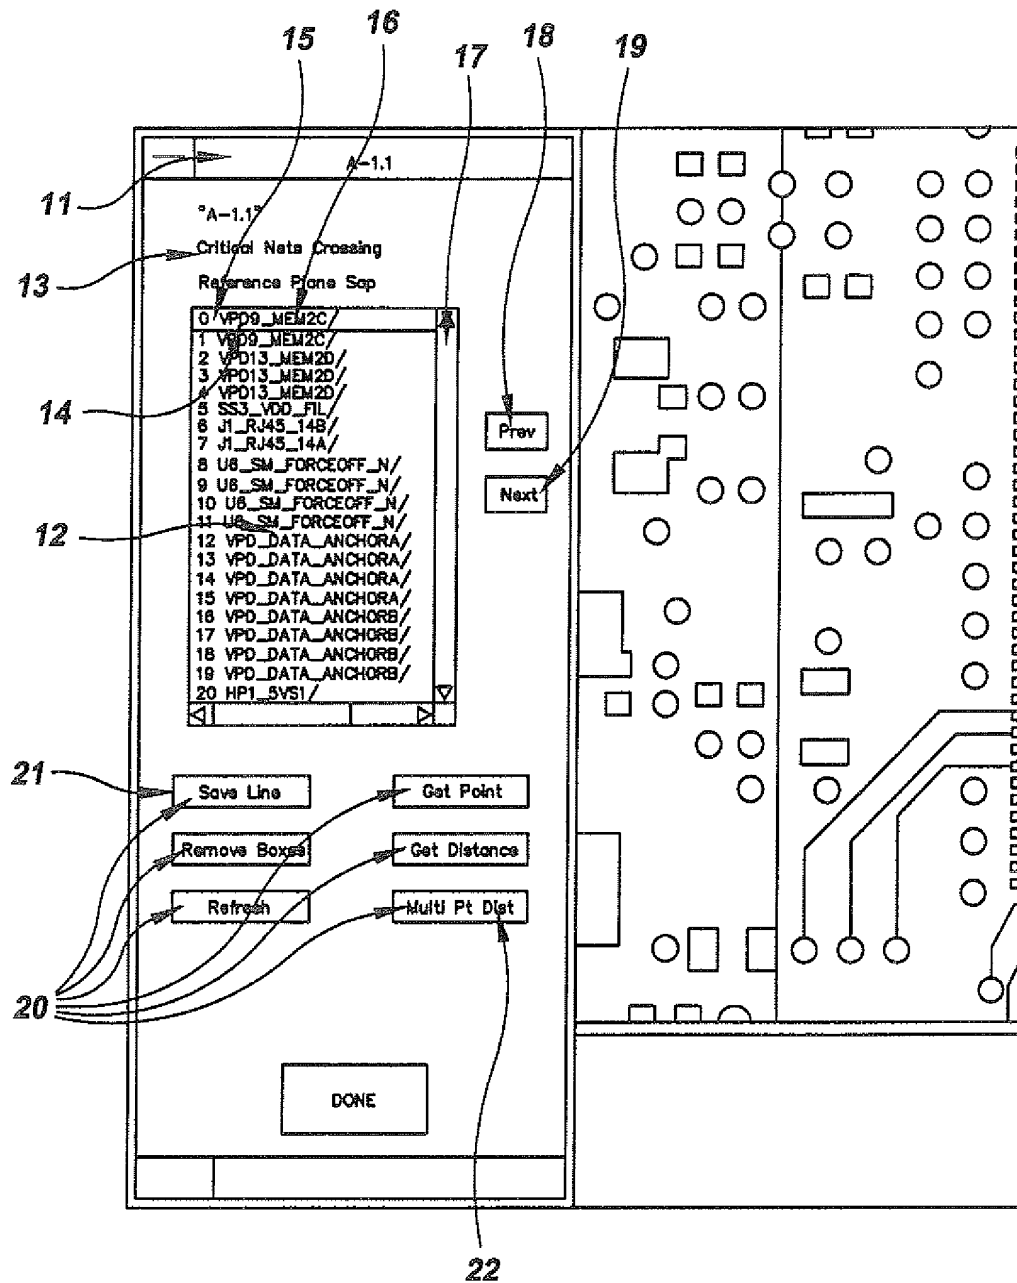 15
16
17
18
19
A-1.1
11
"A-1.1"
Critical Nets Crossing
13
Reference Plane Gap
0 VPD9_MEM2C/
1 VPD9_MEM2C/
2 VPD13_MEM2D/
3 VPD13_MEM2D/
4 VPD13_MEM2D/
14
5 SS3_VDD_FIL/
6 J1_RJ45_14B/
7 J1_RJ45_14A/
Prev
8 U6_SM_FORCEOFF_N/
9 U6_SM_FORCEOFF_N/
Next
10 U6_SM_FORCEOFF_N/
11 U6_SM_FORCEOFF_N/
12
12 VPD_DATA_ANCHORA/
13 VPD_DATA_ANCHORA/
14 VPD_DATA_ANCHORA/
15 VPD_DATA_ANCHORA/
16 VPD_DATA_ANCHORB/
17 VPD_DATA_ANCHORB/
18 VPD_DATA_ANCHORB/
19 VPD_DATA_ANCHORB/
20 HP1_5VS1/
21
Save Line
Get Point
Remove Boxes
Get Distance
Refresh
Multi Pt Dist
20
DONE
22